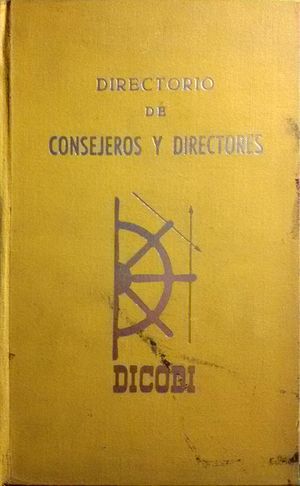 DIRECTORIO
DE
CONSEJEROS Y DIRECTORES
DICODI